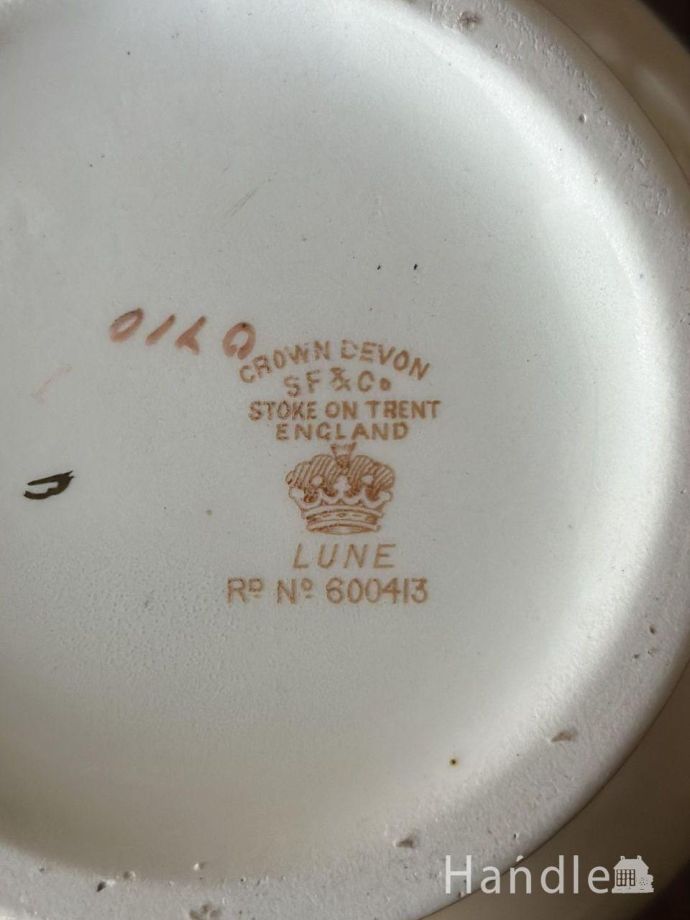 CROWN DEVON
S F & Co
STOKE ON TRENT
ENGLAND
LUNE
RD No 600413
Handle